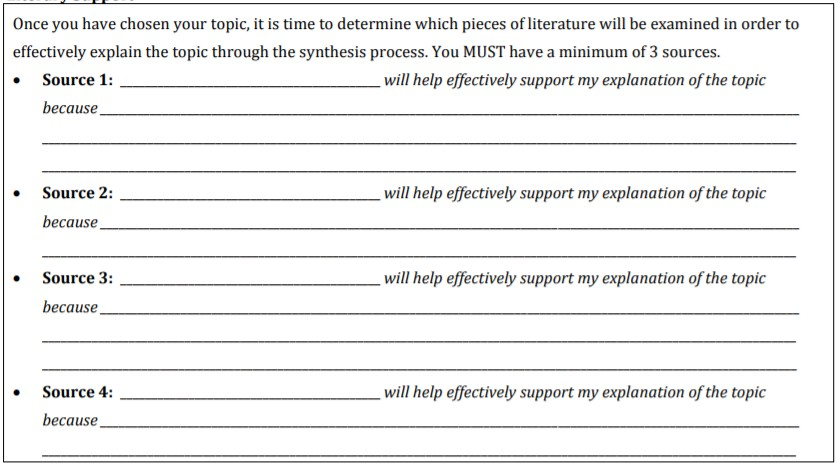 Once you have chosen your topic, it is time to determine which pieces of literature will be examined in order to
effectively explain the topic through the synthesis process. You MUST have a minimum of 3 sources.
• Source 1: ______________________________ will help effectively support my explanation of the topic
because
• Source 2: ______________________________ will help effectively support my explanation of the topic
because
• Source 3: ______________________________ will help effectively support my explanation of the topic
because
• Source 4: ______________________________ will help effectively support my explanation of the topic
because